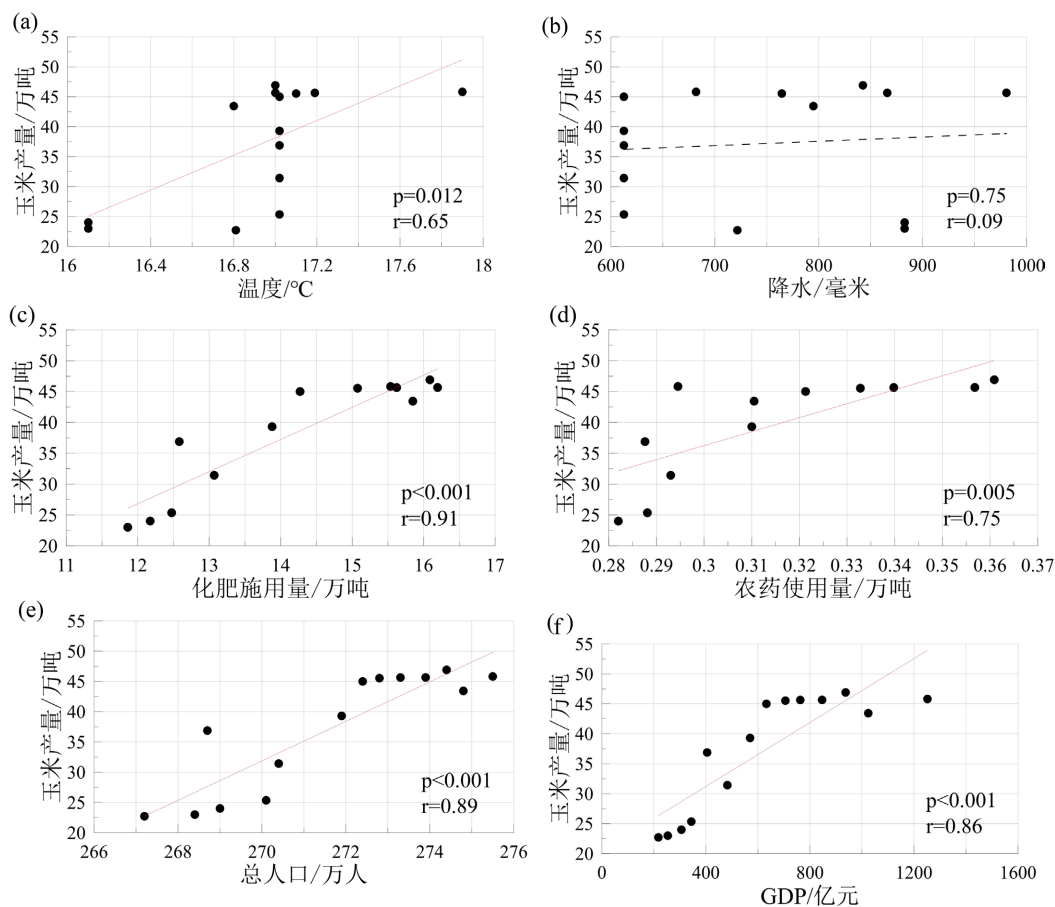 (a)
55
50
45
40
35
30
25
20
玉米产量/万吨
p=0.012
r=0.65
16 16.4 16.8 17.2 17.6 18
温度/℃
(b)
55
50
45
40
35
30
25
20
玉米产量/万吨
p=0.75
r=0.09
600 700 800 900 1000
降水/毫米
(c)
55
50
45
40
35
30
25
20
玉米产量/万吨
p<0.001
r=0.91
11 12 13 14 15 16 17
化肥施用量/万吨
(d)
55
50
45
40
35
30
25
20
玉米产量/万吨
p=0.005
r=0.75
0.28 0.29 0.3 0.31 0.32 0.33 0.34 0.35 0.36 0.37
农药使用量/万吨
(e)
55
50
45
40
35
30
25
20
玉米产量/万吨
p<0.001
r=0.89
266 268 270 272 274 276
总人口/万人
(f)
55
50
45
40
35
30
25
20
玉米产量/万吨
p<0.001
r=0.86
0 400 800 1200 1600
GDP/亿元